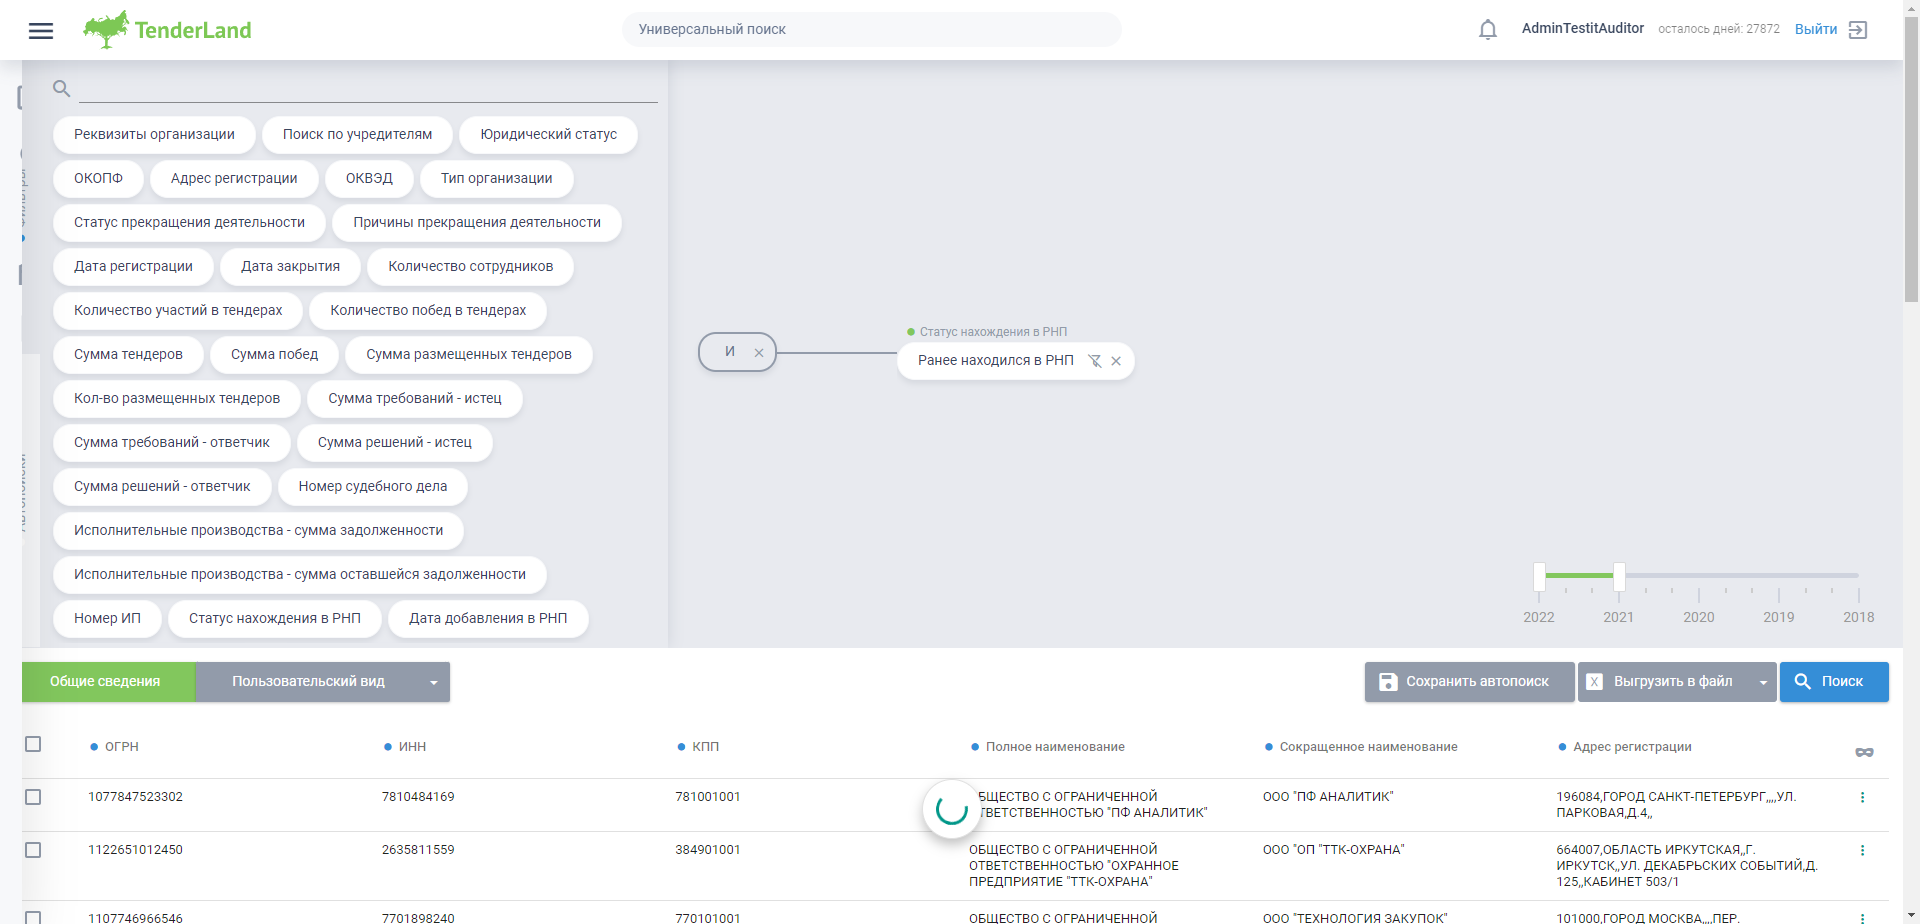 TenderLand
Универсальный поиск
AdminTestitAuditor
осталось дней: 27872
Выйти
Реквизиты организации
Поиск по учредителям
Юридический статус
ОКОПФ
Адрес регистрации
ОКВЭД
Тип организации
Статус прекращения деятельности
Причины прекращения деятельности
Дата регистрации
Дата закрытия
Количество сотрудников
Количество участий в тендерах
Количество побед в тендерах
Сумма тендеров
Сумма побед
Сумма размещенных тендеров
Кол-во размещенных тендеров
Сумма требований - истец
Сумма требований - ответчик
Сумма решений - истец
Сумма решений - ответчик
Номер судебного дела
Исполнительные производства - сумма задолженности
Исполнительные производства - сумма оставшейся задолженности
Номер ИП
Статус нахождения в РНП
Дата добавления в РНП
И
Статус нахождения в РНП
Ранее находился в РНП
2022 2021 2020 2019 2018
Общие сведения
Пользовательский вид
Сохранить автопоиск
Выгрузить в файл
Поиск
ОГРН ИНН КПП Полное наименование Сокращенное наименование Адрес регистрации
1077847523302 7810484169 781001001 БЩЕСТВО С ОГРАНИЧЕННОЙ ООО "ПФ АНАЛИТИК" 196084,ГОРОД САНКТ-ПЕТЕРБУРГ,,,,УЛ.
ТВЕТСТВЕННОСТЬЮ "ПФ АНАЛИТИК" ПАРКОВАЯ,Д.4,,
1122651012450 2635811559 384901001 ОБЩЕСТВО С ОГРАНИЧЕННОЙ ООО "ОП "ТТК-ОХРАНА" 664007,ОБЛАСТЬ ИРКУТСКАЯ,,Г.
ОТВЕТСТВЕННОСТЬЮ "ОХРАННОЕ ИРКУТСК,,УЛ. ДЕКАБРЬСКИХ СОБЫТИЙ,Д.
ПРЕДПРИЯТИЕ "ТТК-ОХРАНА" 125,,КАБИНЕТ 503/1
1107746966546 7701898240 770101001 ОБЩЕСТВО С ОГРАНИЧЕННОЙ ООО "ТЕХНОЛОГИЯ ЗАКУПОК" 101000,ГОРОД МОСКВА,,,,ПЕР.